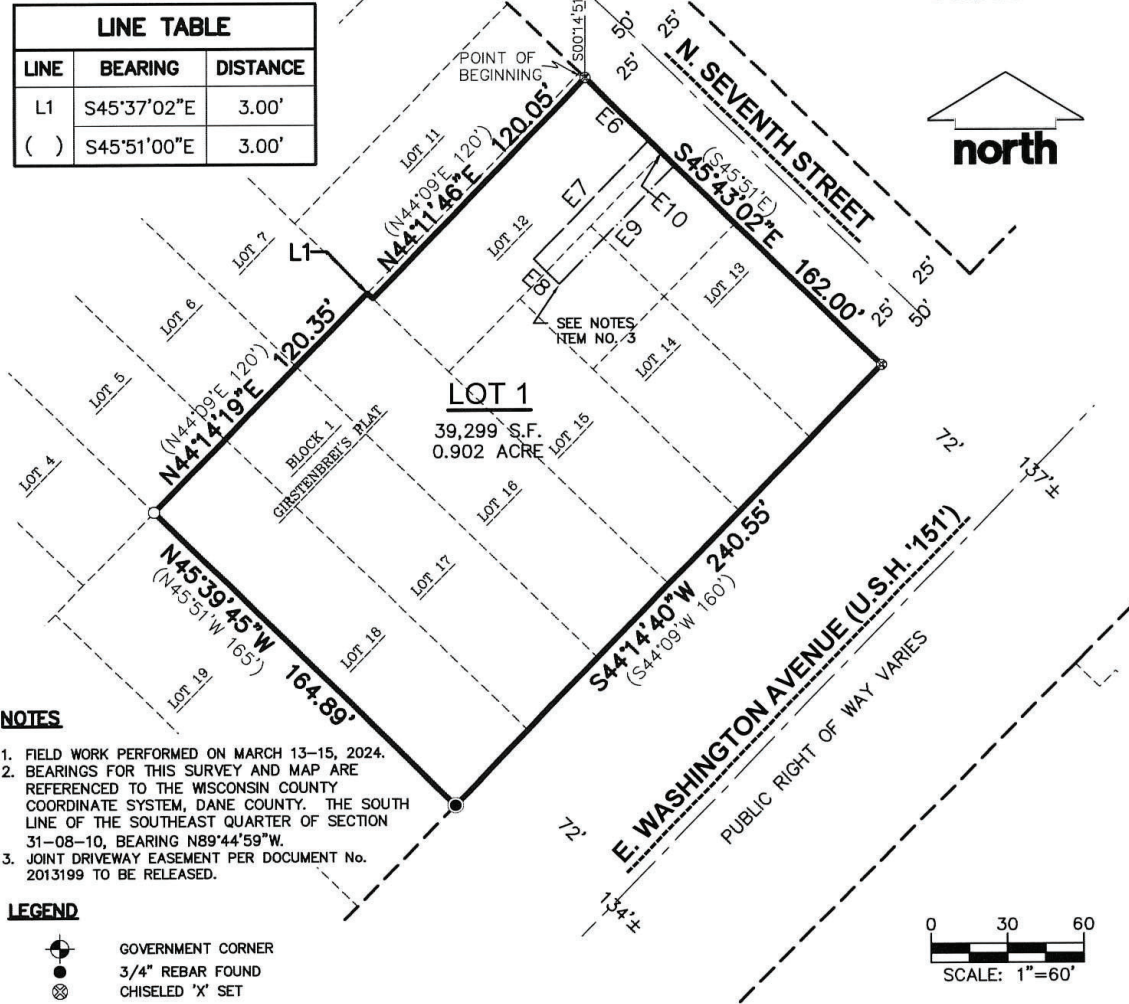 LINE TABLE
LINE BEARING DISTANCE
L1 S45°37'02"E 3.00'
( ) S45°51'00"E 3.00'
POINT OF
BEGINNING
S00°14'51
50'
25'
25'
N. SEVENTH STREET
north
E6
E7
E8
E9
E10
(S45°51'E)
S45°43'02"E 162.00'
25'
25'
50'
LOT 11
(N44°09'E 120')
N44°11'46"E 120.05'
LOT 12
LOT 7
L1
LOT 6
LOT 5
LOT 4
(N44°09'E 120')
N44°14'19"E 120.35'
SEE NOTES
ITEM NO. 3
LOT 13
LOT 14
LOT 1
39,299 S.F.
0.902 ACRE
LOT 15
BLOCK 1
GIRSTENBREI'S PLAT
LOT 16
LOT 17
LOT 18
LOT 19
N45°39'45"W 164.89'
(N45°51'W 165')
S44°14'40"W 240.55'
(S44°09'W 160')
72'
137'±
E. WASHINGTON AVENUE (U.S.H. '151')
PUBLIC RIGHT OF WAY VARIES
72'
134'±
NOTES
1. FIELD WORK PERFORMED ON MARCH 13-15, 2024.
2. BEARINGS FOR THIS SURVEY AND MAP ARE
REFERENCED TO THE WISCONSIN COUNTY
COORDINATE SYSTEM, DANE COUNTY. THE SOUTH
LINE OF THE SOUTHEAST QUARTER OF SECTION
31-08-10, BEARING N89°44'59"W.
3. JOINT DRIVEWAY EASEMENT PER DOCUMENT No.
2013199 TO BE RELEASED.
LEGEND
GOVERNMENT CORNER
3/4" REBAR FOUND
CHISELED 'X' SET
0 30 60
SCALE: 1"=60'